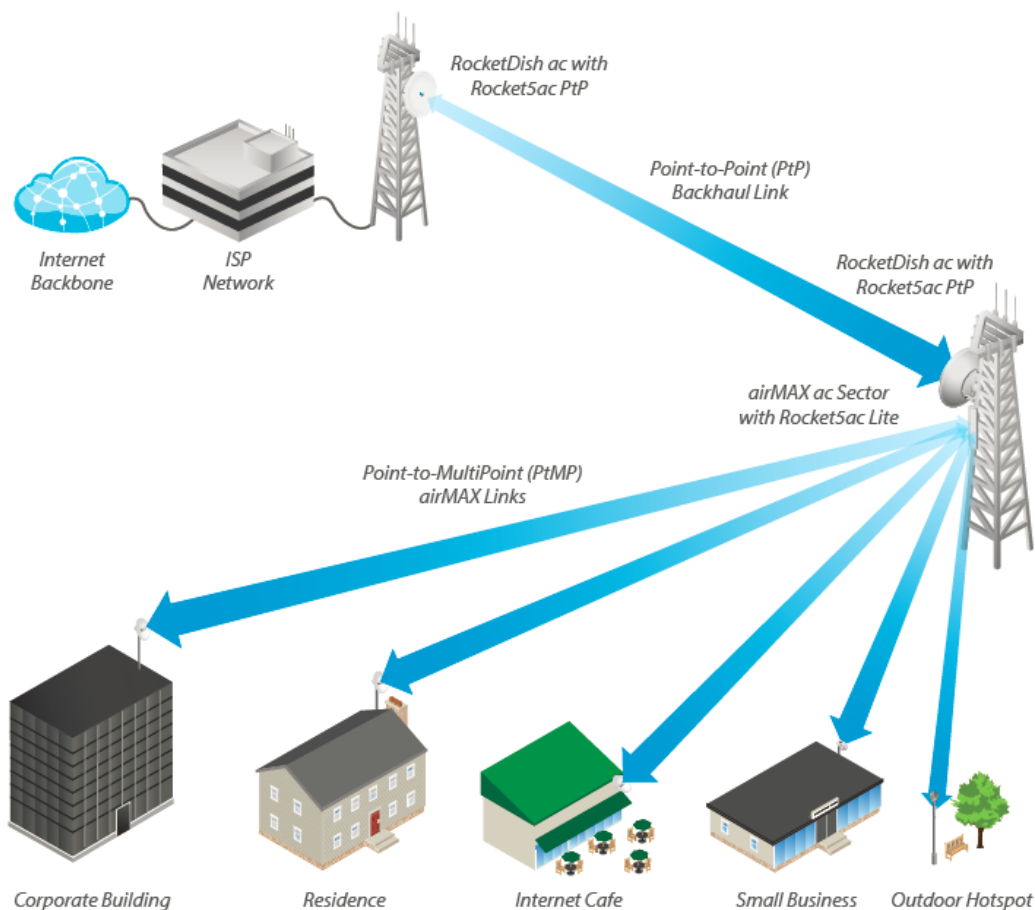 RocketDish ac with
Rocket5ac PtP
Point-to-Point (PtP)
Backhaul Link
Internet
Backbone
ISP
Network
RocketDish ac with
Rocket5ac PtP
airMAX ac Sector
with Rocket5ac Lite
Point-to-MultiPoint (PtMP)
airMAX Links
Corporate Building
Residence
Internet Cafe
Small Business
Outdoor Hotspot